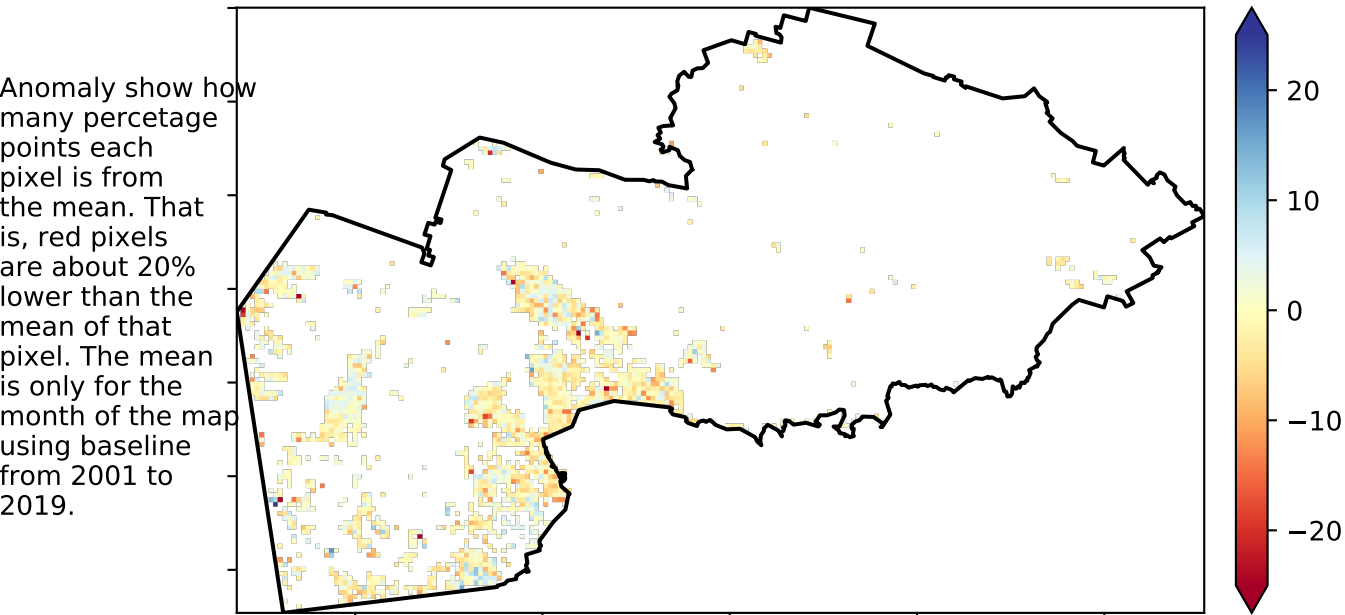 Anomaly show how
many percetage
points each
pixel is from
the mean. That
is, red pixels
are about 20%
lower than the
mean of that
pixel. The mean
is only for the
month of the map
using baseline
from 2001 to
2019.
20
10
0
−10
−20